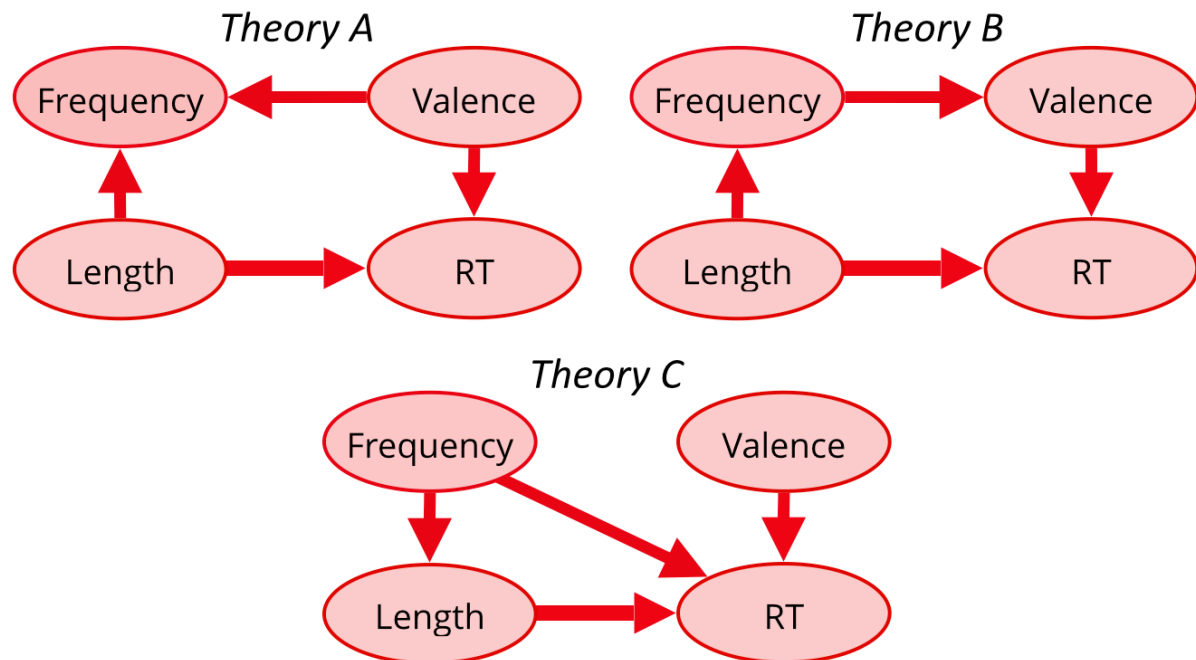 Theory A
Frequency
Valence
Length
RT
Theory B
Frequency
Valence
Length
RT
Theory C
Frequency
Valence
Length
RT